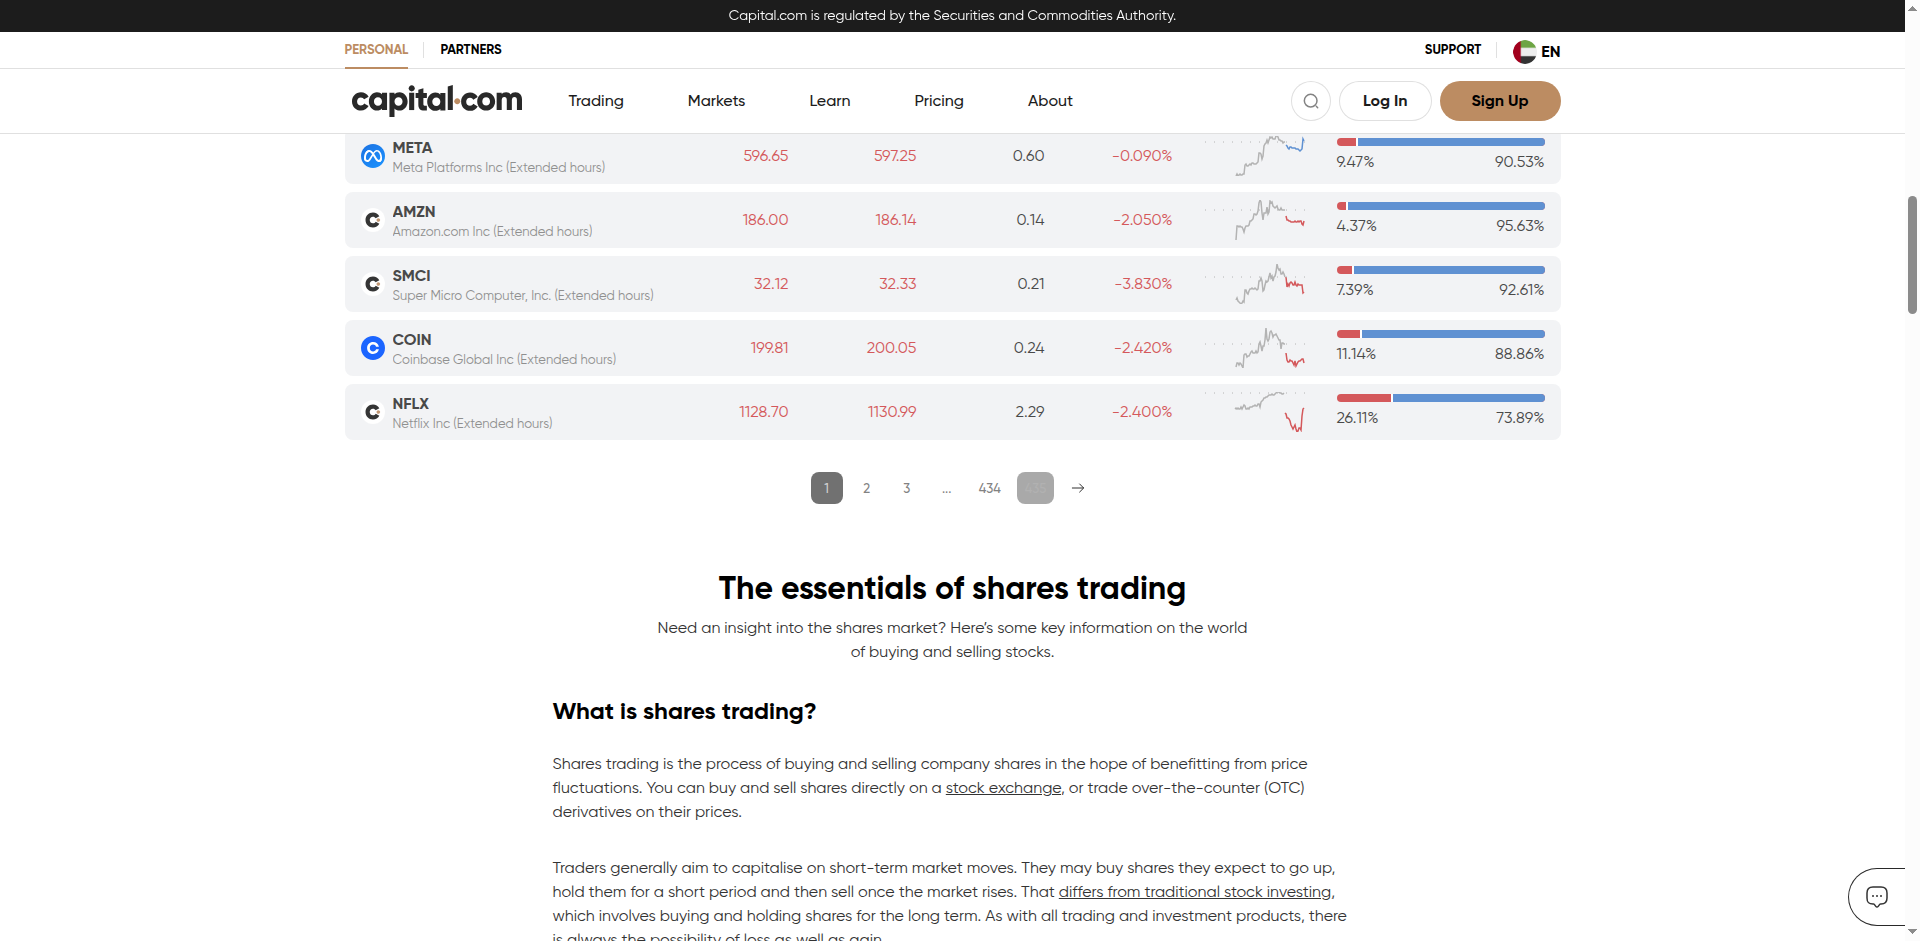 Capital.com is regulated by the Securities and Commodities Authority.
PERSONAL PARTNERS SUPPORT EN
capital.com Trading Markets Learn Pricing About Log In Sign Up
META 596.65 597.25 0.60 -0.090% 9.47% 90.53%
Meta Platforms Inc (Extended hours)
AMZN 186.00 186.14 0.14 -2.050% 4.37% 95.63%
Amazon.com Inc (Extended hours)
SMCI 32.12 32.33 0.21 -3.830% 7.39% 92.61%
Super Micro Computer, Inc. (Extended hours)
COIN 199.81 200.05 0.24 -2.420% 11.14% 88.86%
Coinbase Global Inc (Extended hours)
NFLX 1128.70 1130.99 2.29 -2.400% 26.11% 73.89%
Netflix Inc (Extended hours)
1 2 3 ... 434 435
The essentials of shares trading
Need an insight into the shares market? Here's some key information on the world
of buying and selling stocks.
What is shares trading?
Shares trading is the process of buying and selling company shares in the hope of benefitting from price
fluctuations. You can buy and sell shares directly on a stock exchange, or trade over-the-counter (OTC)
derivatives on their prices.
Traders generally aim to capitalise on short-term market moves. They may buy shares they expect to go up,
hold them for a short period and then sell once the market rises. That differs from traditional stock investing,
which involves buying and holding shares for the long term. As with all trading and investment products, there
is always the possibility of loss as well as gain.